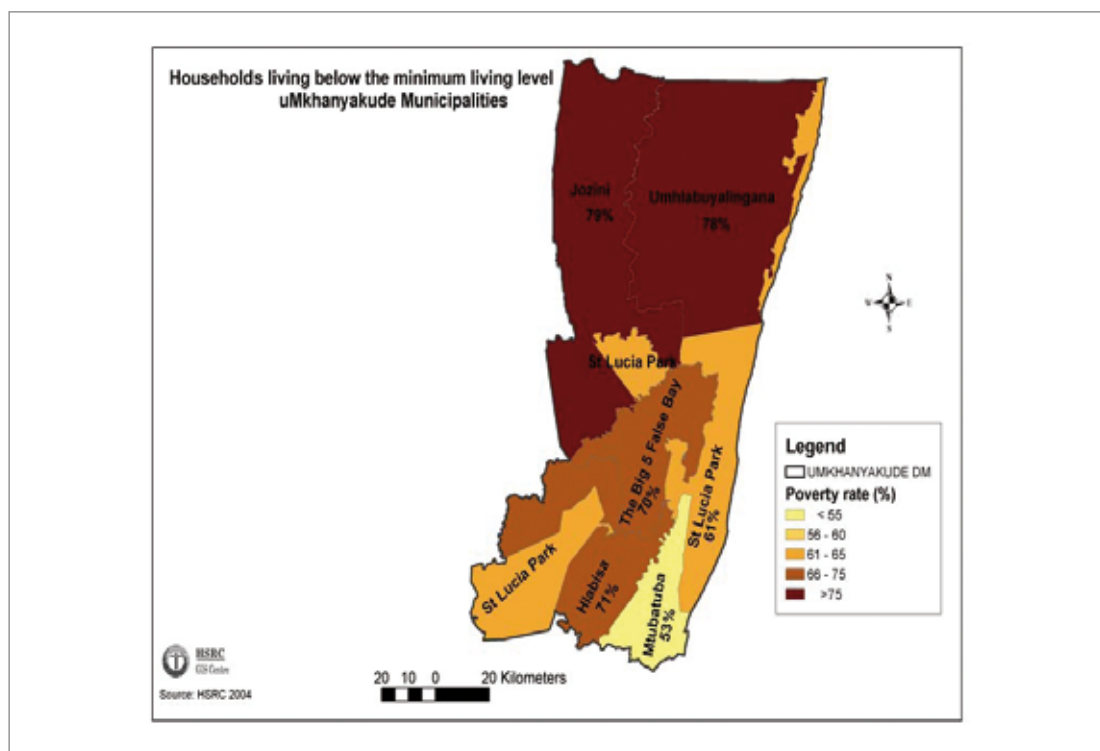 Households living below the minimum living level
uMkhanyakude Municipalities
Jozini
79%
Umhlabuyalingana
78%
N
W E
S
St Lucia Park
The Big 5 False Bay
70%
St Lucia Park
61%
St Lucia Park
Hlabisa
71%
Mtubatuba
53%
Legend
UMKHANYAKUDE DM
Poverty rate (%)
< 55
56 - 60
61 - 65
66 - 75
>75
HSRC
GIS Center
Source: HSRC 2004
20 10 0 20 Kilometers